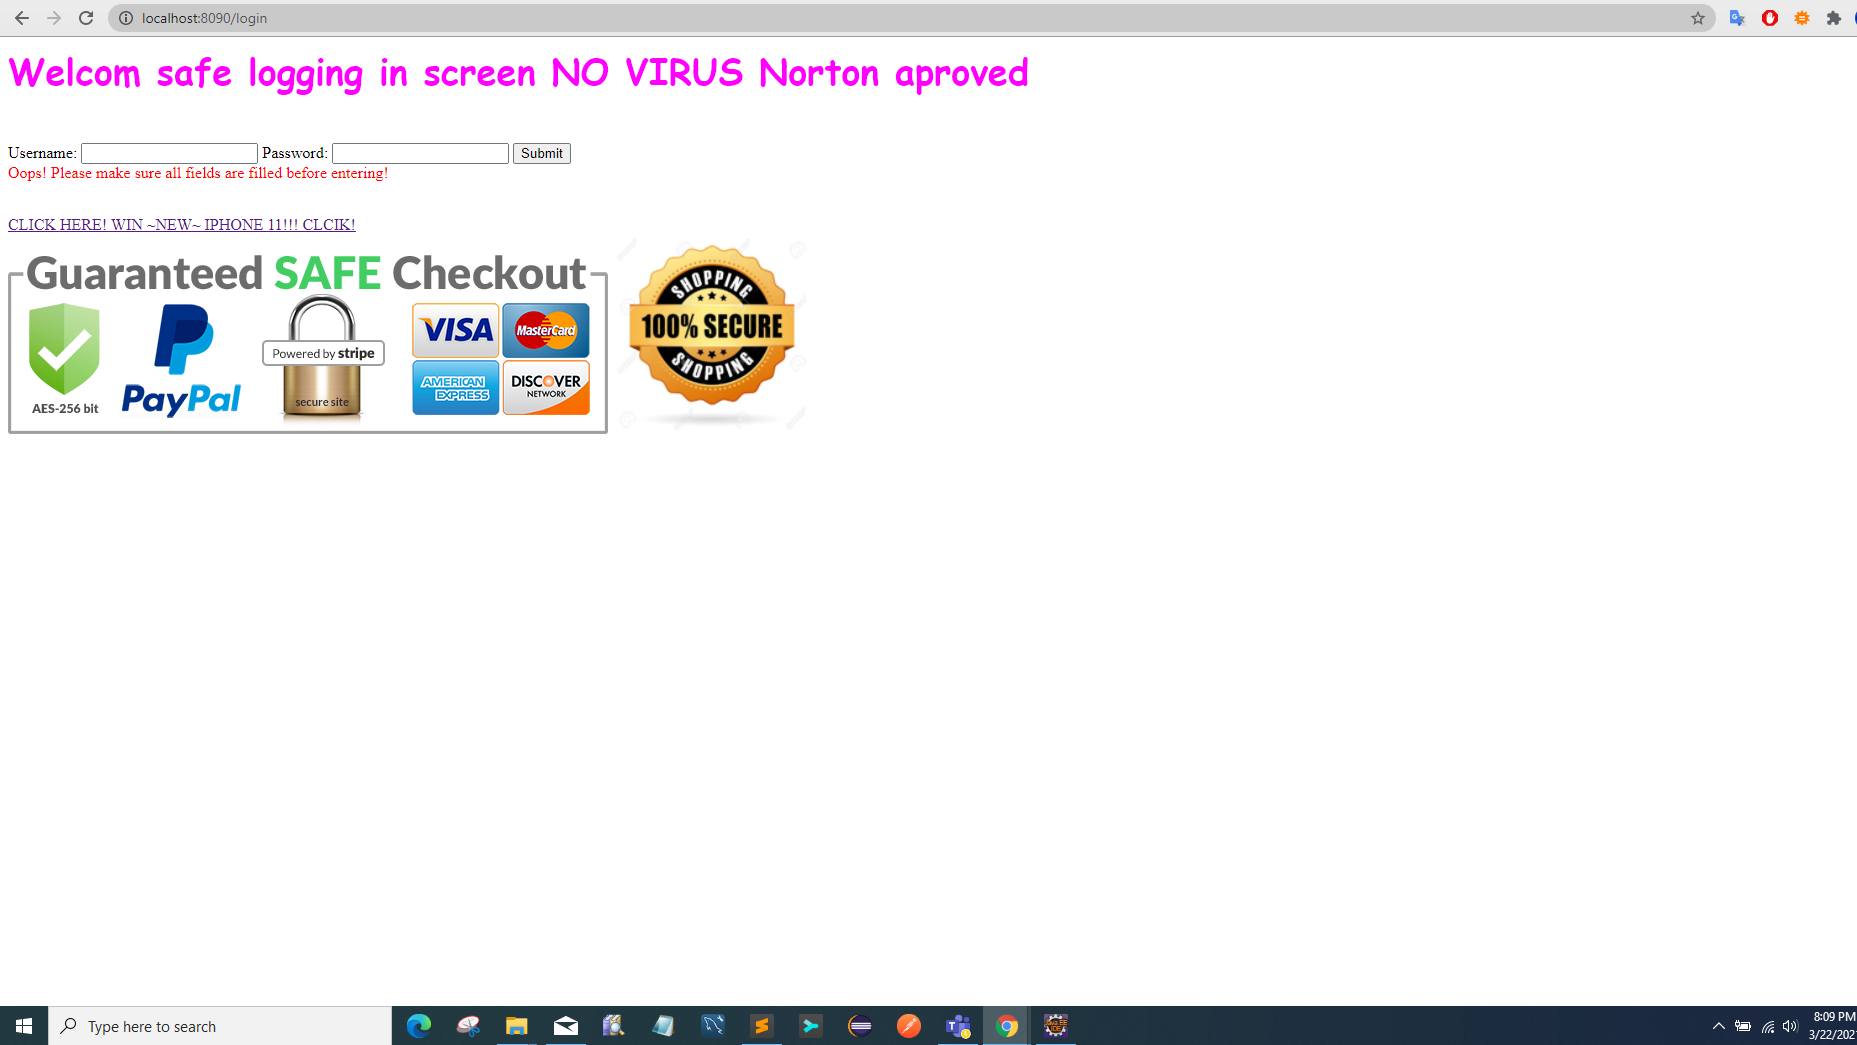 localhost:8090/login
Welcom safe logging in screen NO VIRUS Norton aproved
Username: Password: Submit
Oops! Please make sure all fields are filled before entering!
CLICK HERE! WIN ~NEW~ IPHONE 11!!! CLCIK!
Guaranteed SAFE Checkout
AES-256 bit
PayPal
Powered by stripe
secure site
VISA
MasterCard
AMERICAN EXPRESS
DISCOVER
NETWORK
SHOPPING
100% SECURE
SHOPPING
Type here to search
8:09 PM
3/22/202